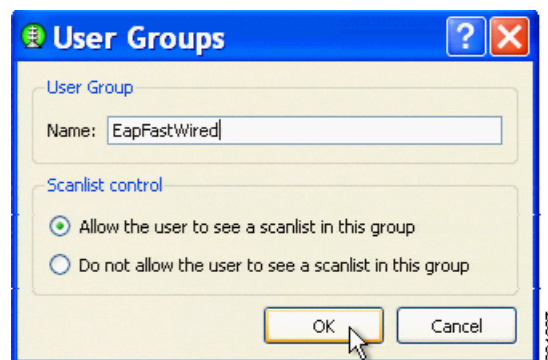 User Groups
User Group
Name: EapFastWired
Scanlist control
Allow the user to see a scanlist in this group
Do not allow the user to see a scanlist in this group
OK Cancel